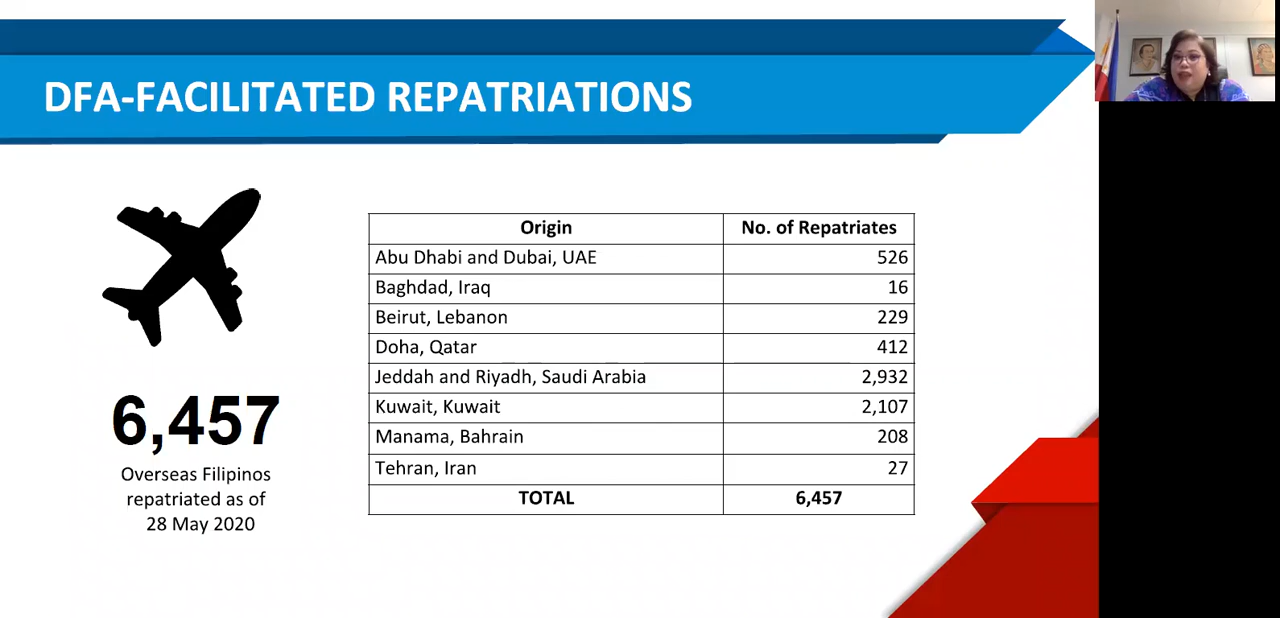 DFA-FACILITATED REPATRIATIONS
6,457
Overseas Filipinos
repatriated as of
28 May 2020
Origin No. of Repatriates
Abu Dhabi and Dubai, UAE 526
Baghdad, Iraq 16
Beirut, Lebanon 229
Doha, Qatar 412
Jeddah and Riyadh, Saudi Arabia 2,932
Kuwait, Kuwait 2,107
Manama, Bahrain 208
Tehran, Iran 27
TOTAL 6,457